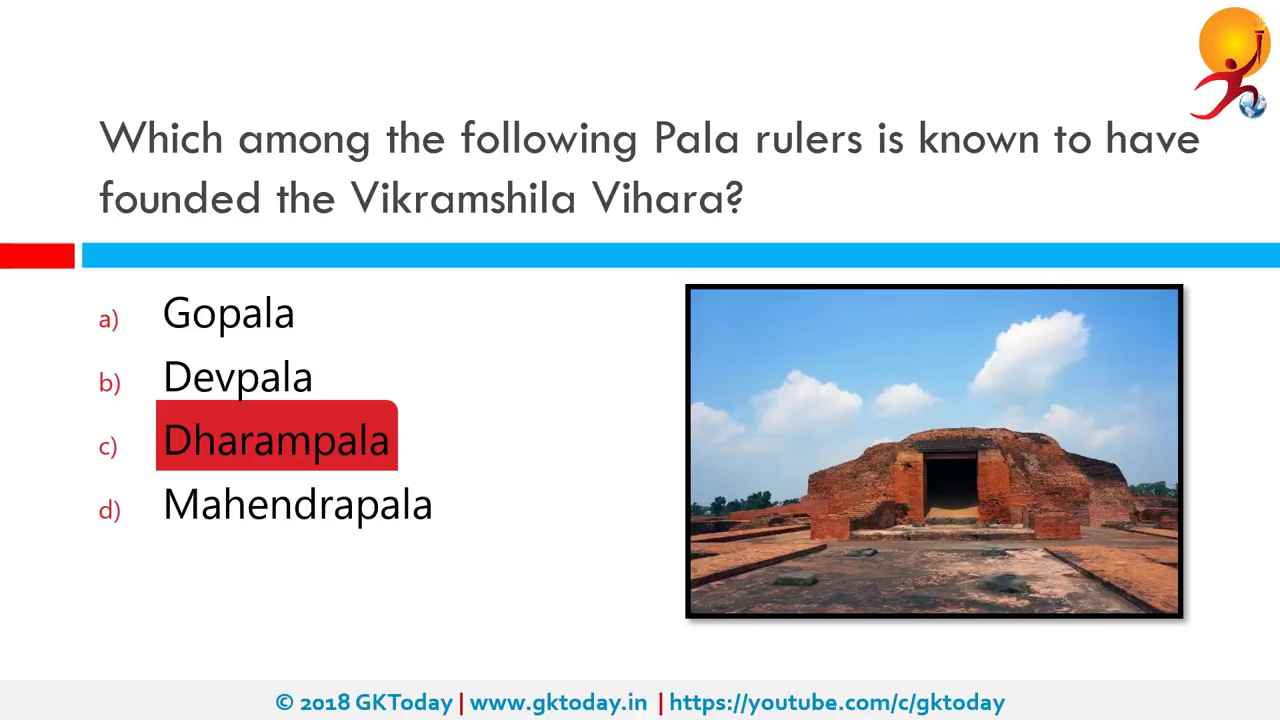 Which among the following Pala rulers is known to have
founded the Vikramshila Vihara?
a) Gopala
b) Devpala
c) Dharampala
d) Mahendrapala
© 2018 GKToday | www.gktoday.in | https://youtube.com/c/gktoday